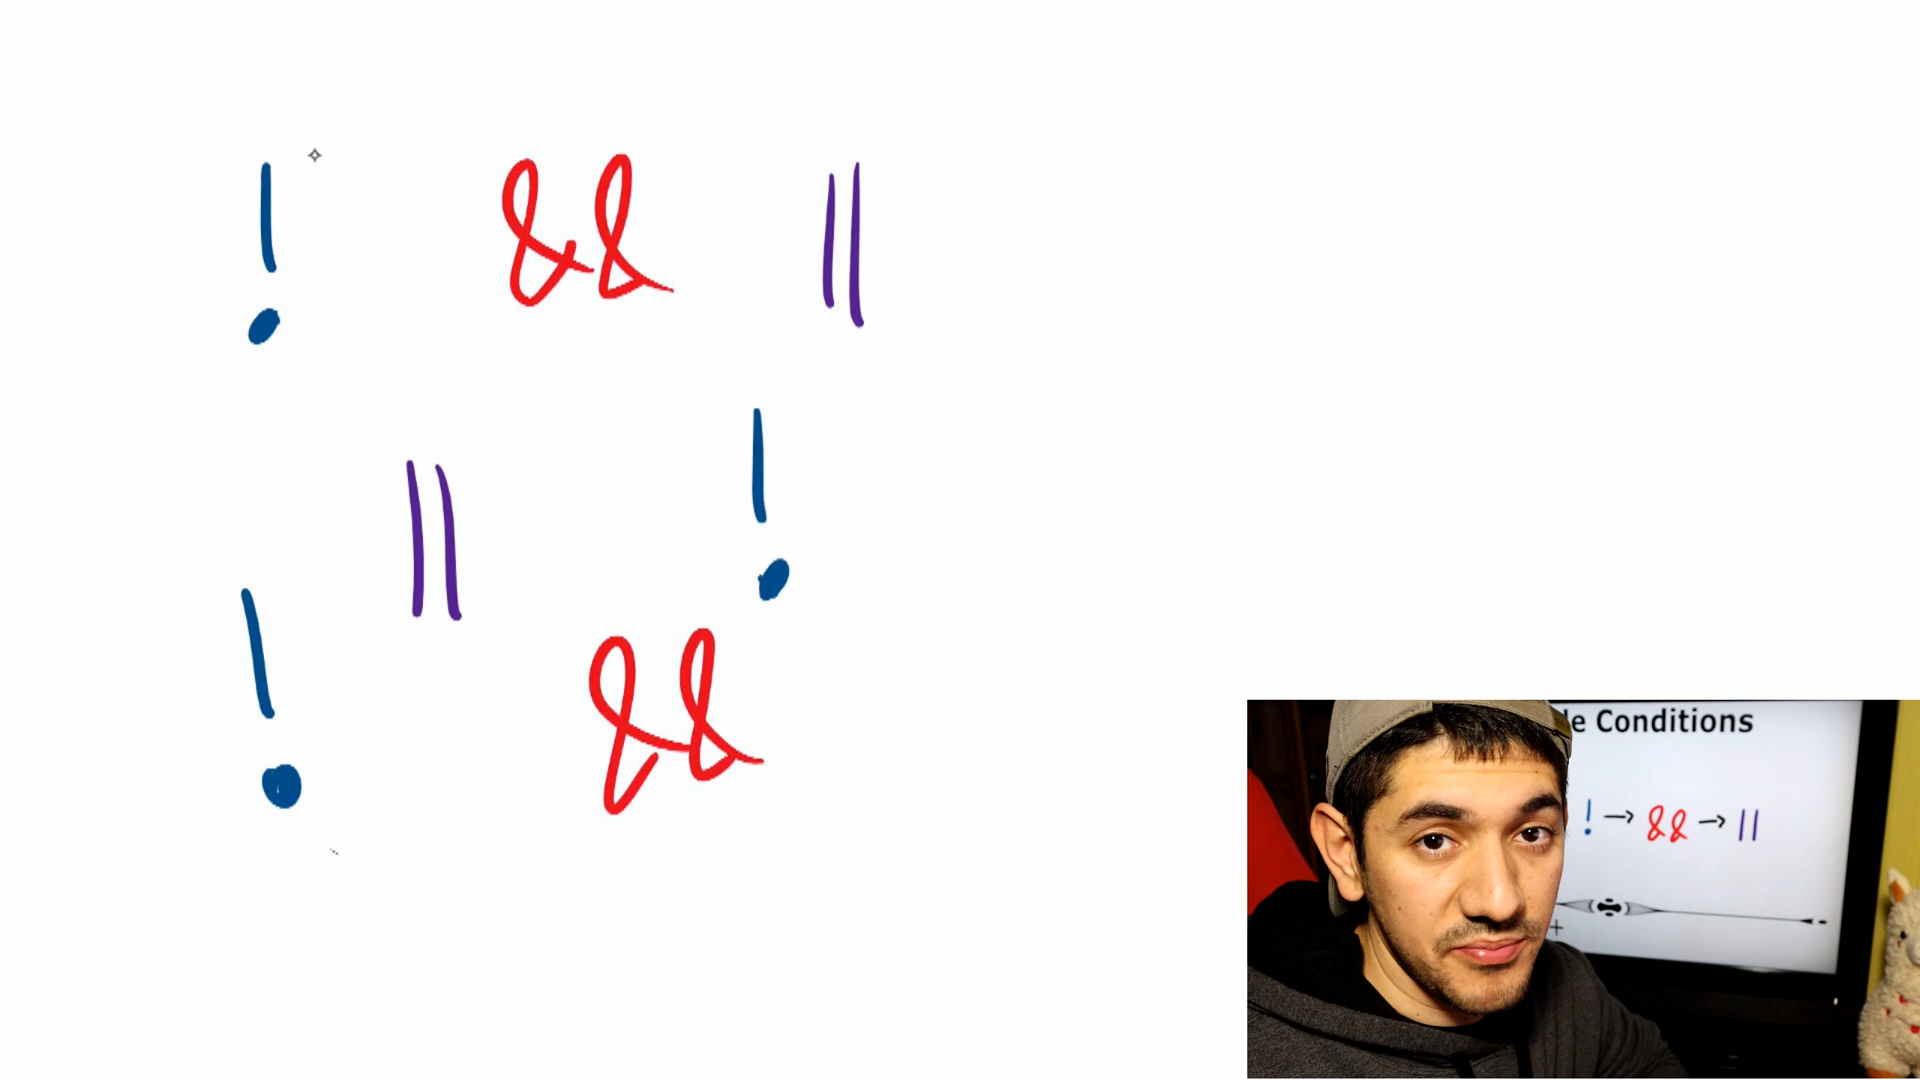 ! && ||
|| !
! &&
le Conditions
! → && → ||
+